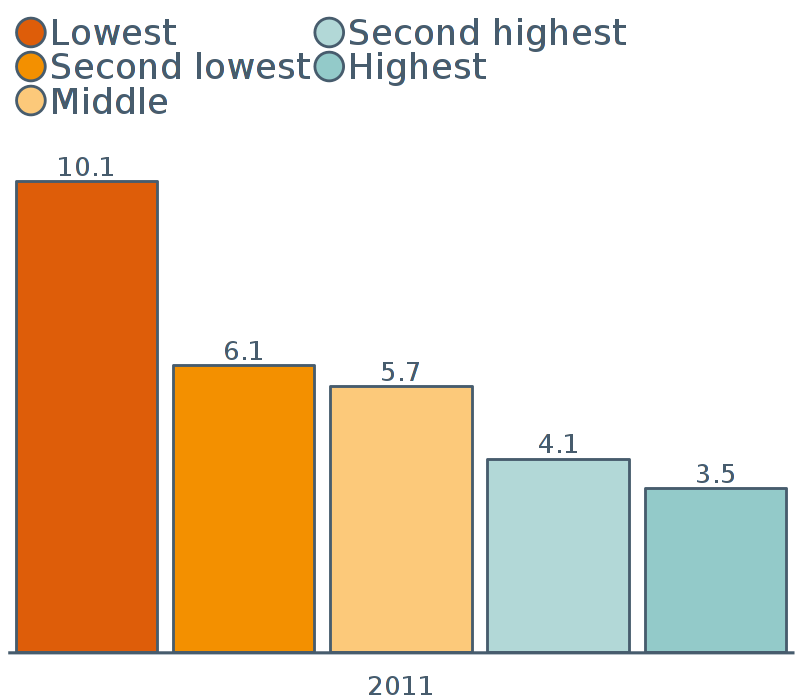 Lowest
Second lowest
Middle
Second highest
Highest
10.1
6.1
5.7
4.1
3.5
2011